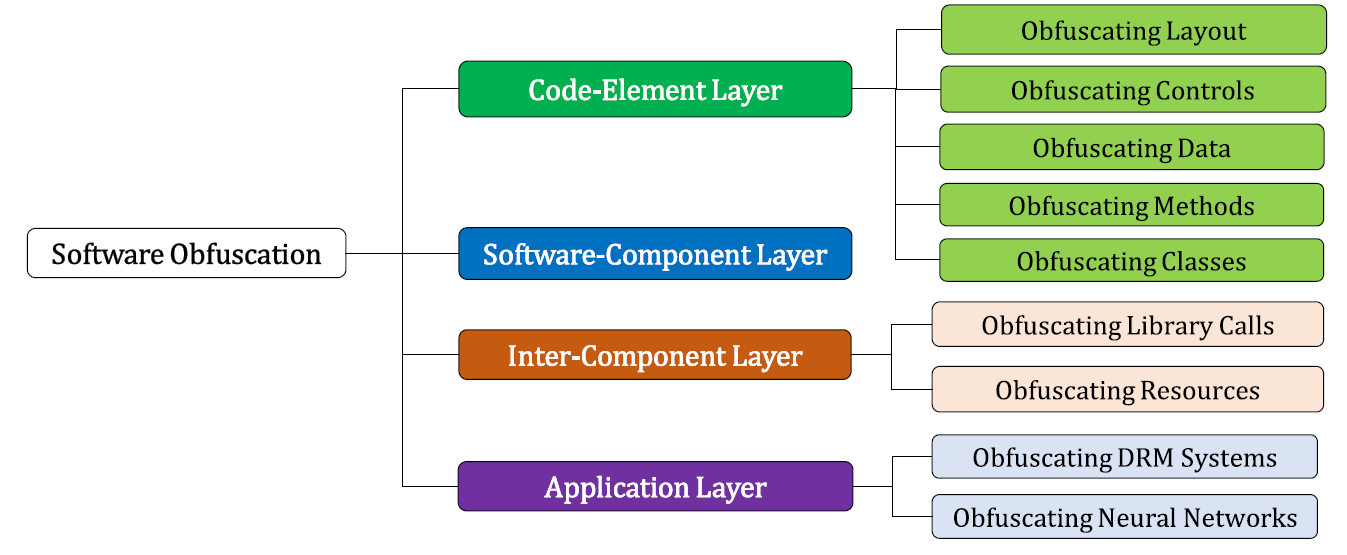 Software Obfuscation
Code-Element Layer
Obfuscating Layout
Obfuscating Controls
Obfuscating Data
Obfuscating Methods
Obfuscating Classes
Software-Component Layer
Inter-Component Layer
Obfuscating Library Calls
Obfuscating Resources
Application Layer
Obfuscating DRM Systems
Obfuscating Neural Networks